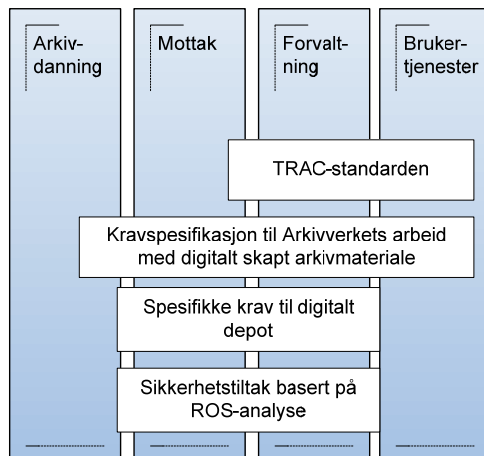 Arkiv-
danning
Mottak
Forvalt-
ning
Bruker-
tjenester
TRAC-standarden
Kravspesifikasjon til Arkivverkets arbeid
med digitalt skapt arkivmateriale
Spesifikke krav til digitalt
depot
Sikkerhetstiltak basert på
ROS-analyse